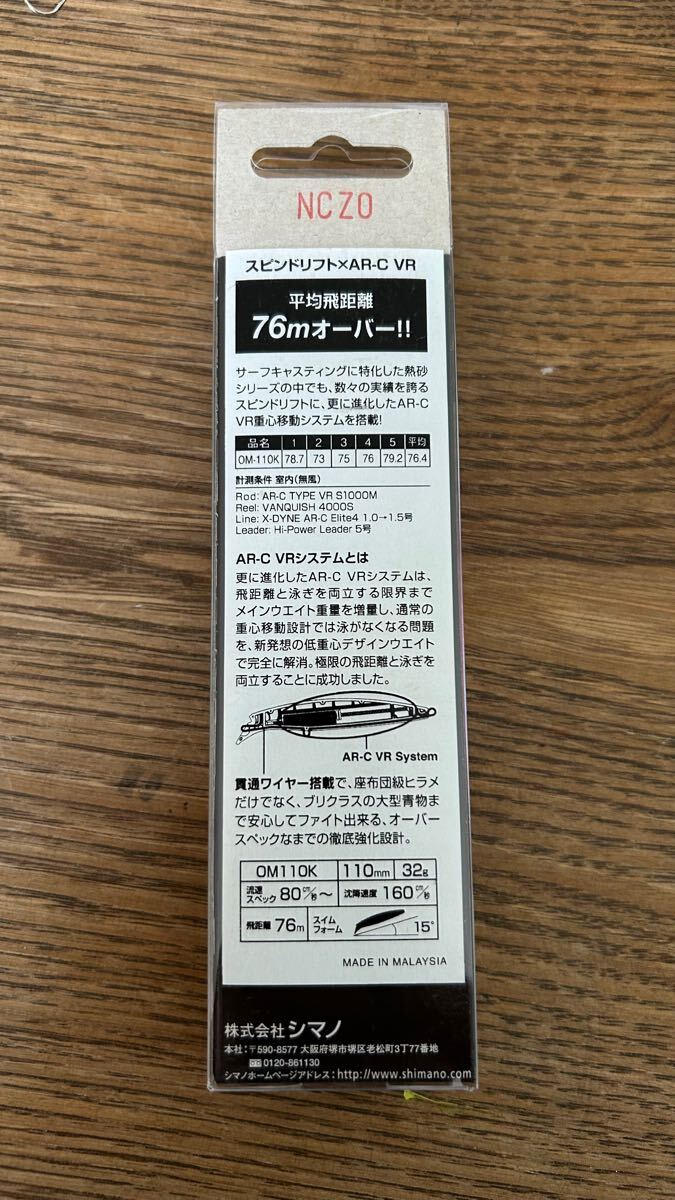 NCZO
スピンドリフト×AR-C VR
平均飛距離
76mオーバー!!
サーフキャスティングに特化した熱砂
シリーズの中でも、数々の実績を誇る
スピンドリフトに、更に進化したAR-C
VR重心移動システムを搭載!
品名 1 2 3 4 5 平均
OM-110K 78.7 73 75 76 79.2 76.4
計測条件 室内(無風)
Rod: AR-C TYPE VR S1000M
Reel: VANQUISH 4000S
Line: X-DYNE AR-C Elite4 1.0→1.5号
Leader: Hi-Power Leader 5号
AR-C VRシステムとは
更に進化したAR-C VRシステムは、
飛距離と泳ぎを両立する限界まで
メインウエイト重量を増量し、通常の
重心移動設計では泳がなくなる問題
を、新発想の低重心デザインウエイト
で完全に解消。極限の飛距離と泳ぎを
両立することに成功しました。
AR-C VR System
貫通ワイヤー搭載で、座布団級ヒラメ
だけでなく、ブリクラスの大型青物ま
で安心してファイト出来る、オーバー
スペックなまでの徹底強化設計。
OM110K 110mm 32g
流速スペック 80cm/秒〜 沈降速度 160cm/秒
飛距離 76m スイムフォーム 15°
MADE IN MALAYSIA
株式会社シマノ
本社:〒590-8577 大阪府堺市堺区老松町3丁77番地
0120-861130
シマノホームページアドレス:http://www.shimano.com